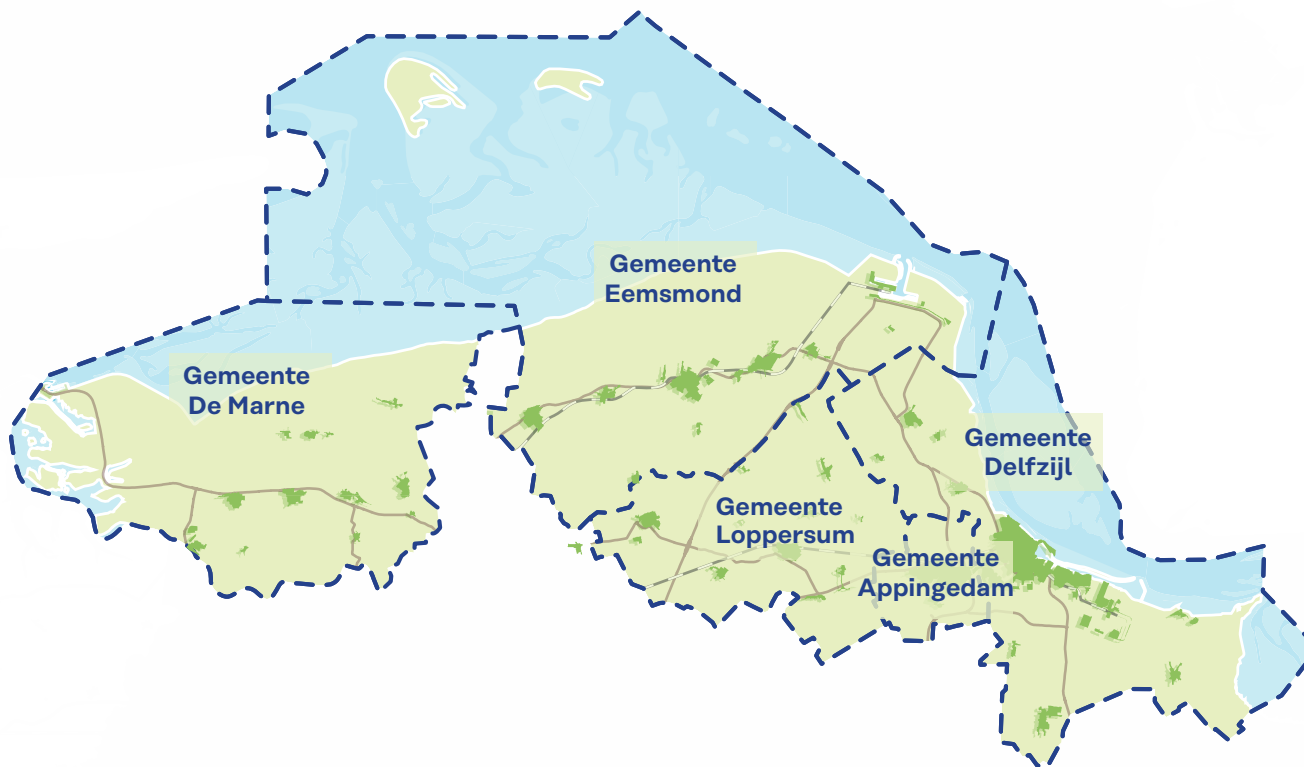 Gemeente
Eemsmond
Gemeente
De Marne
Gemeente
Delfzijl
Gemeente
Loppersum
Gemeente
Appingedam